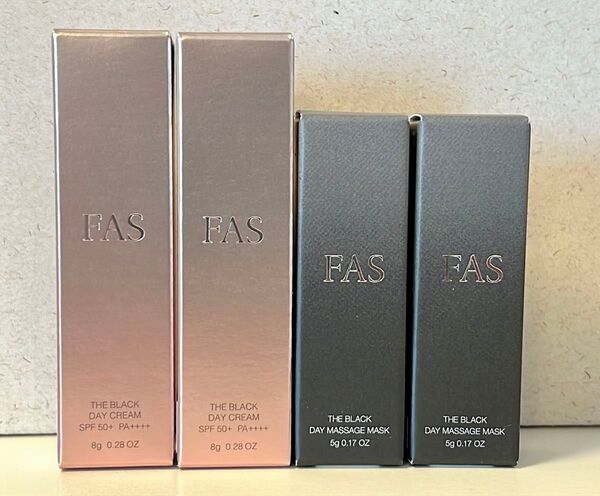 FAS
THE BLACK
DAY CREAM
SPF 50+ PA++++
8g 0.28 OZ
FAS
THE BLACK
DAY CREAM
SPF 50+ PA++++
8g 0.28 OZ
FAS
THE BLACK
DAY MASSAGE MASK
5g 0.17 OZ
FAS
THE BLACK
DAY MASSAGE MASK
5g 0.17 OZ